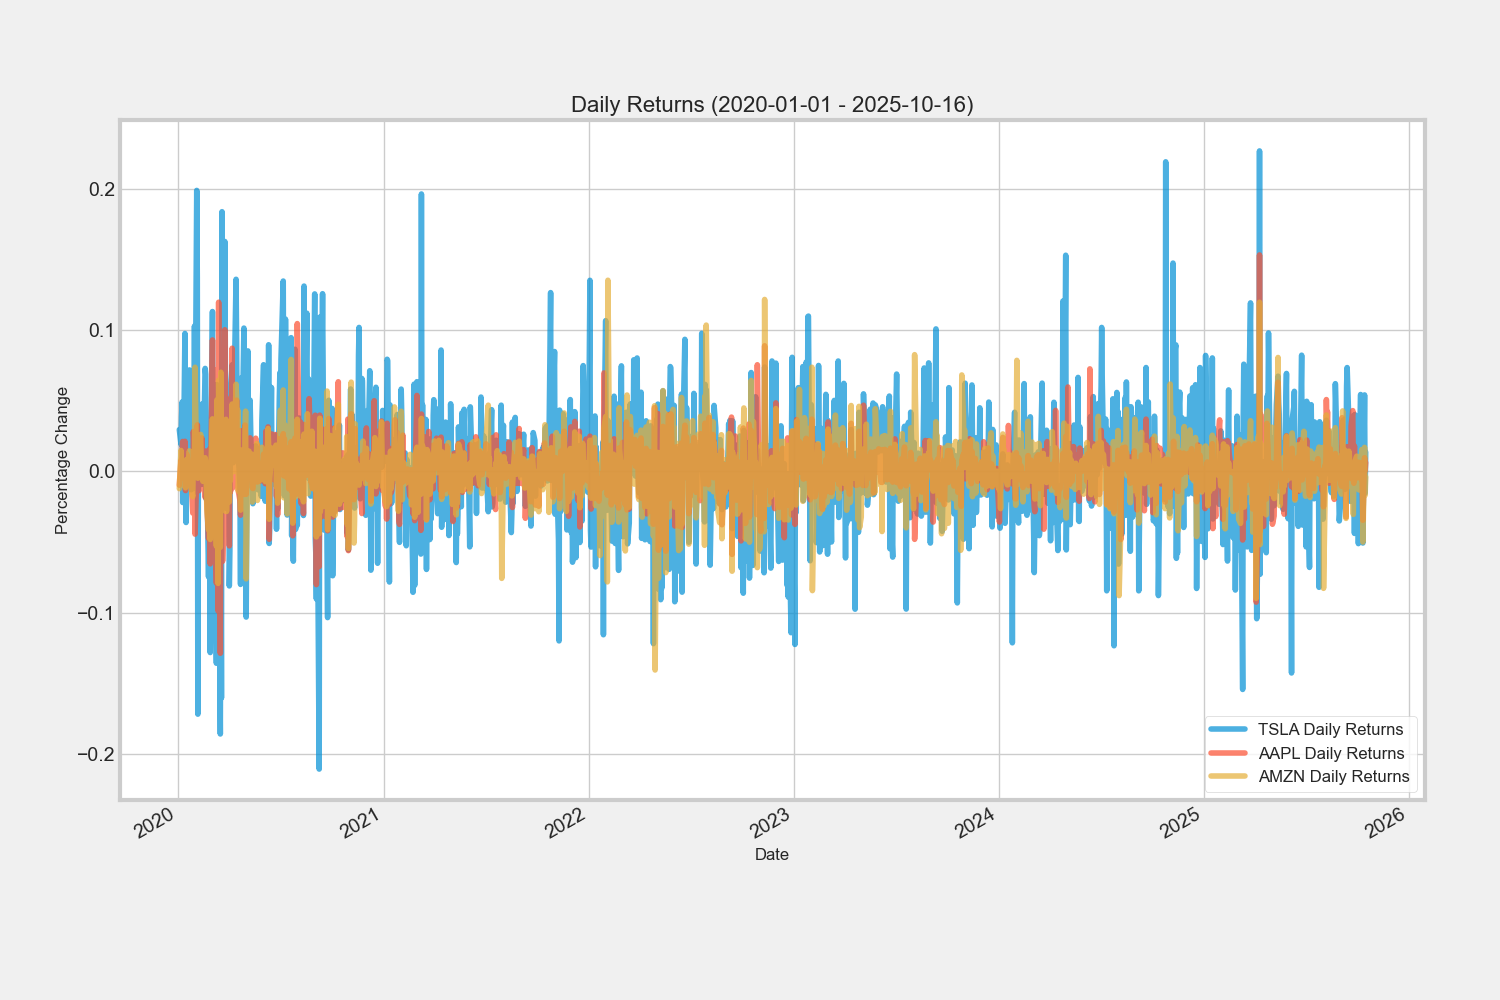 Daily Returns (2020-01-01 - 2025-10-16)
Percentage Change
0.2
0.1
0.0
−0.1
−0.2
TSLA Daily Returns
AAPL Daily Returns
AMZN Daily Returns
2020 2021 2022 2023 2024 2025 2026
Date